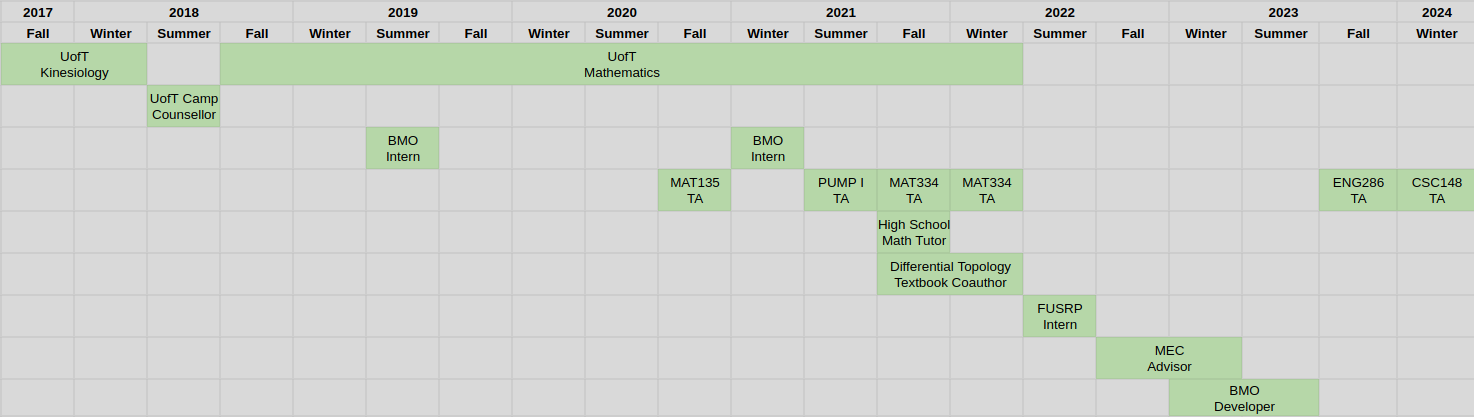 2017 2018 2019 2020 2021 2022 2023 2024
Fall Winter Summer Fall Winter Summer Fall Winter Summer Fall Winter Summer Fall Winter Summer Fall Winter Summer Fall Winter
UofT
Kinesiology
UofT
Mathematics
UofT Camp
Counsellor
BMO
Intern
BMO
Intern
MAT135
TA
PUMP I
TA
MAT334
TA
MAT334
TA
ENG286
TA
CSC148
TA
High School
Math Tutor
Differential Topology
Textbook Coauthor
FUSRP
Intern
MEC
Advisor
BMO
Developer